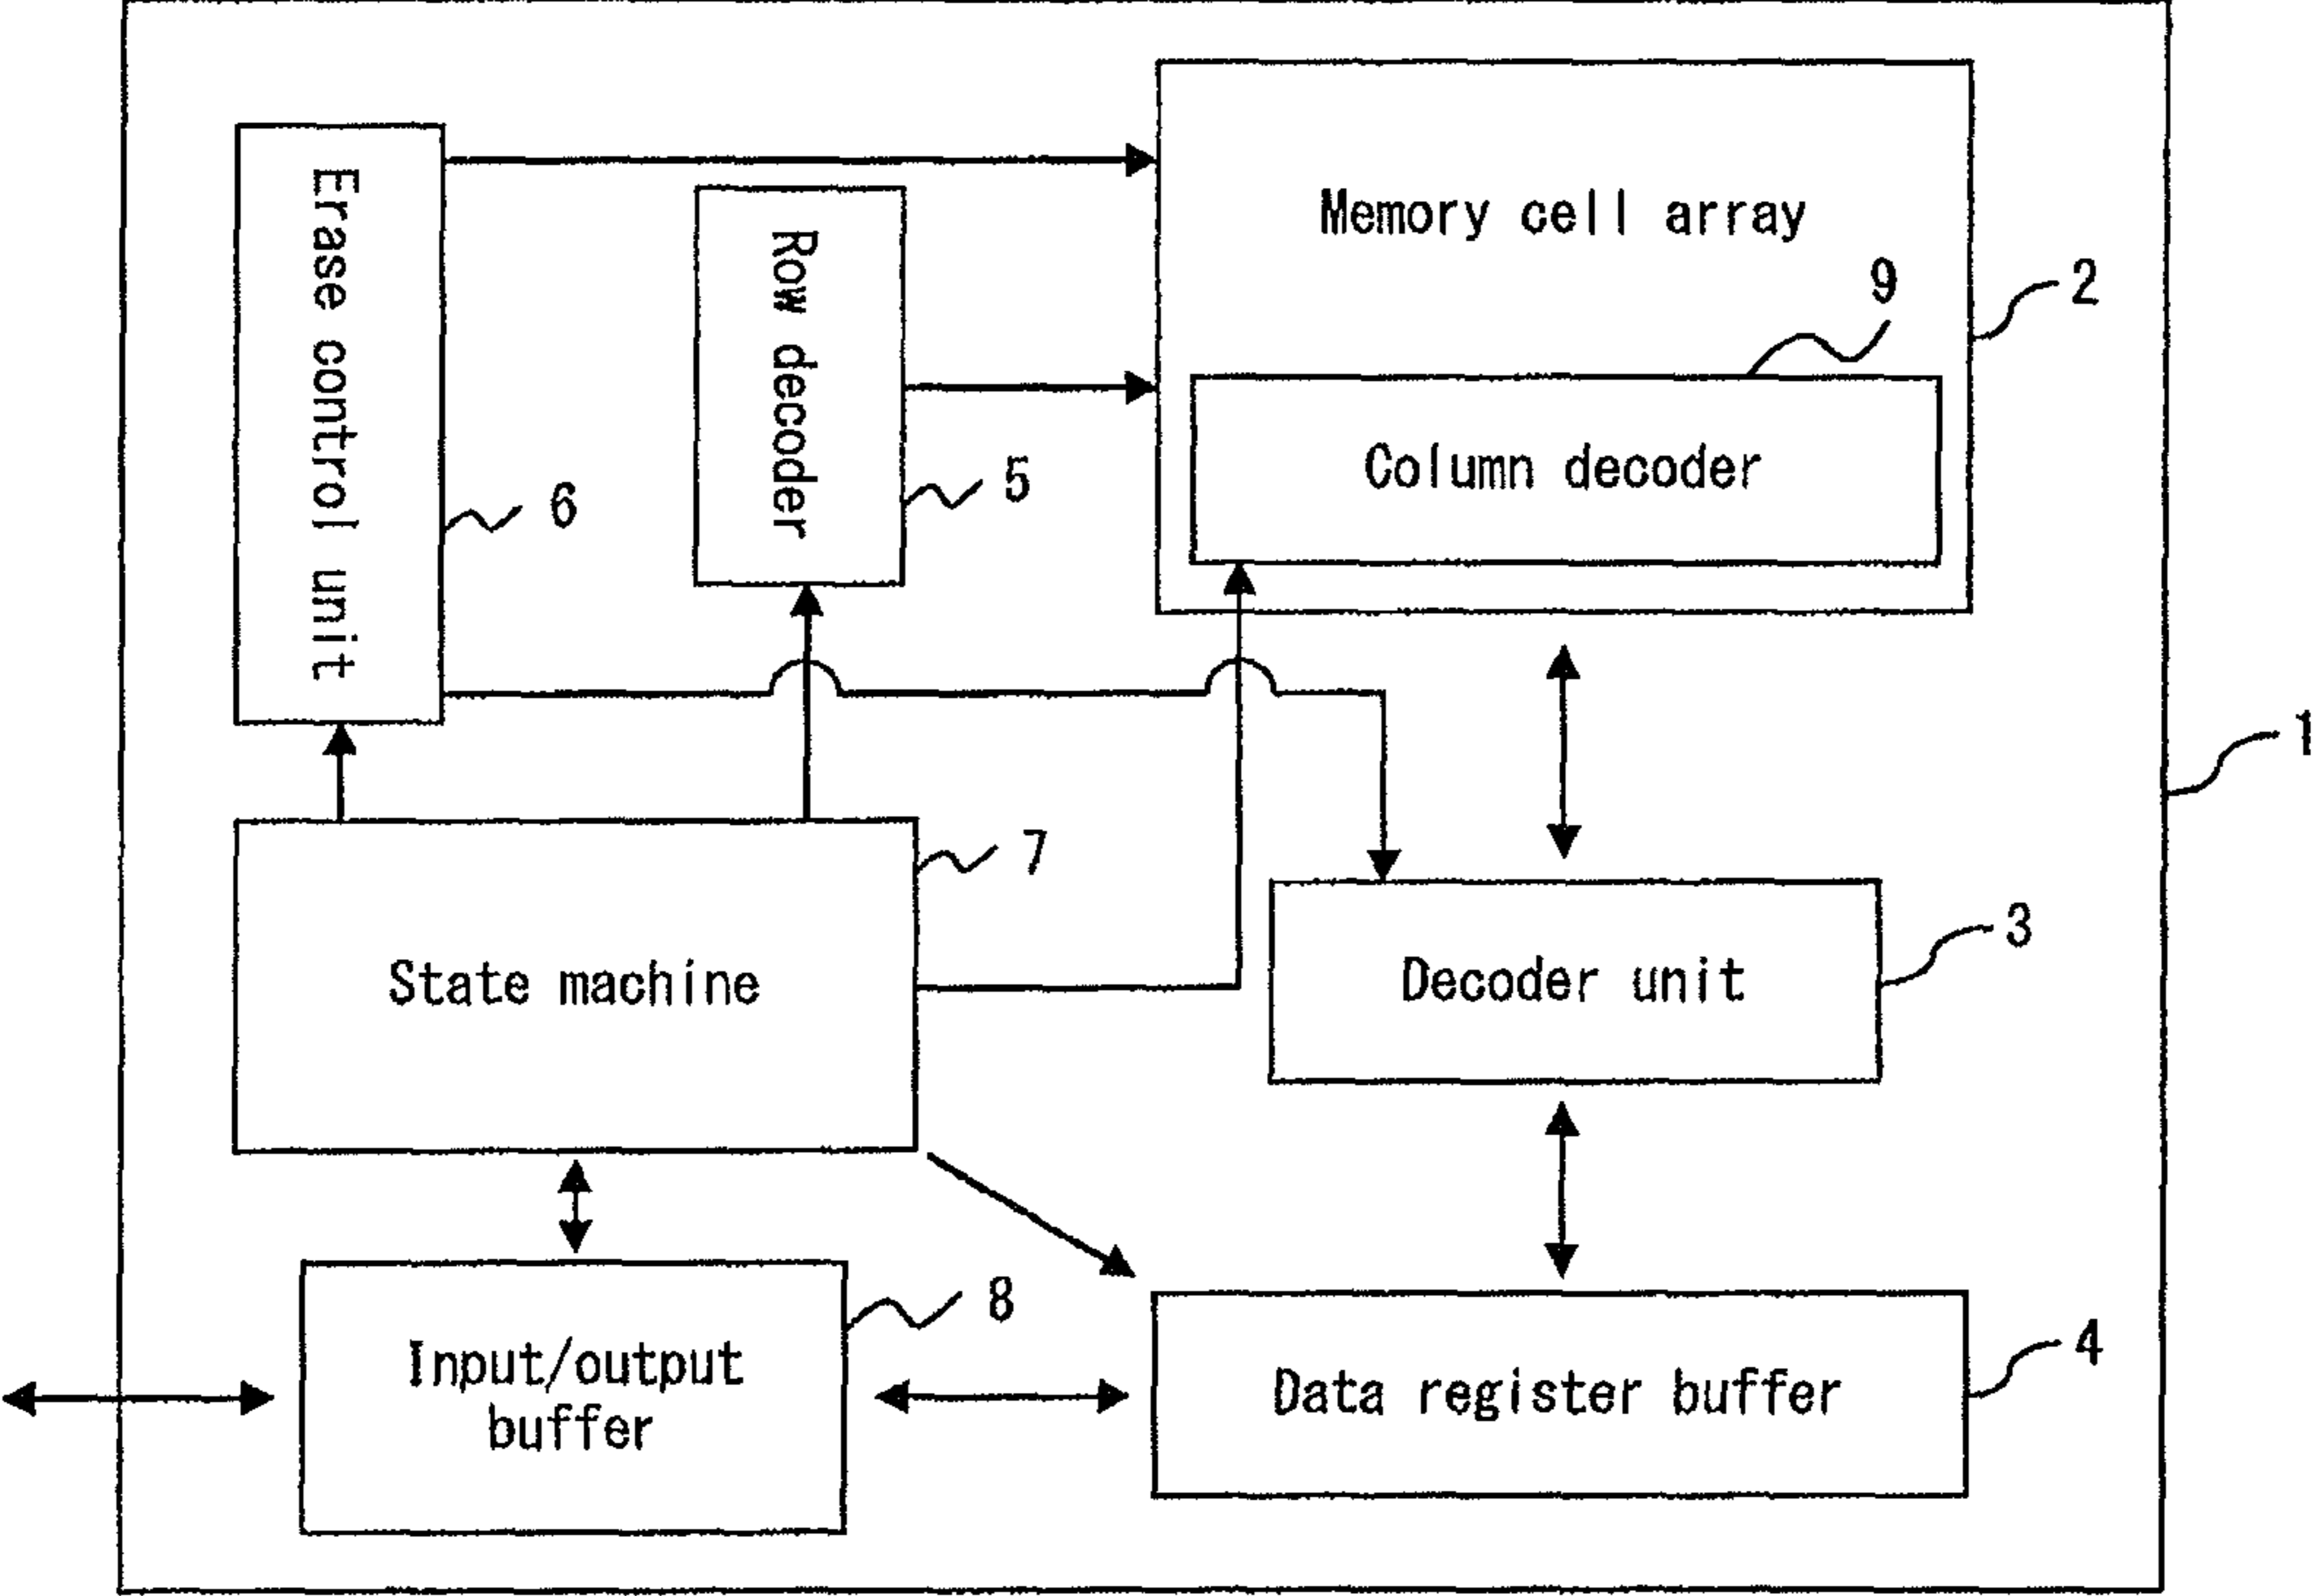 Erase control unit
6
Row decoder
5
Memory cell array
9
2
Column decoder
1
State machine
7
Decoder unit
3
Input/output
buffer
8
Data register buffer
4